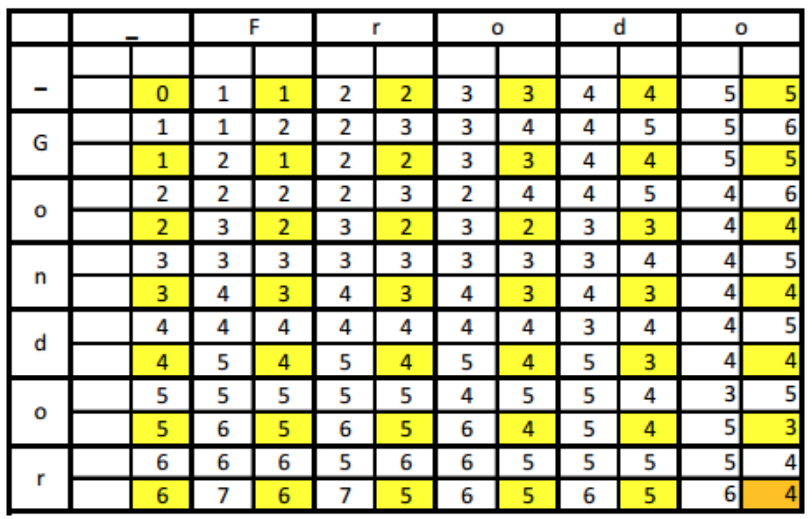 _ F r o d o
_
0 1 1 2 2 3 3 4 4 5 5
1 1 2 2 3 3 4 4 5 5 6
G
1 2 1 2 2 3 3 4 4 5 5
2 2 2 2 3 2 4 4 5 4 6
o
2 3 2 3 2 3 2 3 3 4 4
3 3 3 3 3 3 3 3 4 4 5
n
3 4 3 4 3 4 3 4 3 4 4
4 4 4 4 4 4 4 3 4 4 5
d
4 5 4 5 4 5 4 5 3 4 4
5 5 5 5 5 4 5 5 4 3 5
o
5 6 5 6 5 6 4 5 4 5 3
6 6 6 5 6 6 5 5 5 5 4
r
6 7 6 7 5 6 5 6 5 6 4